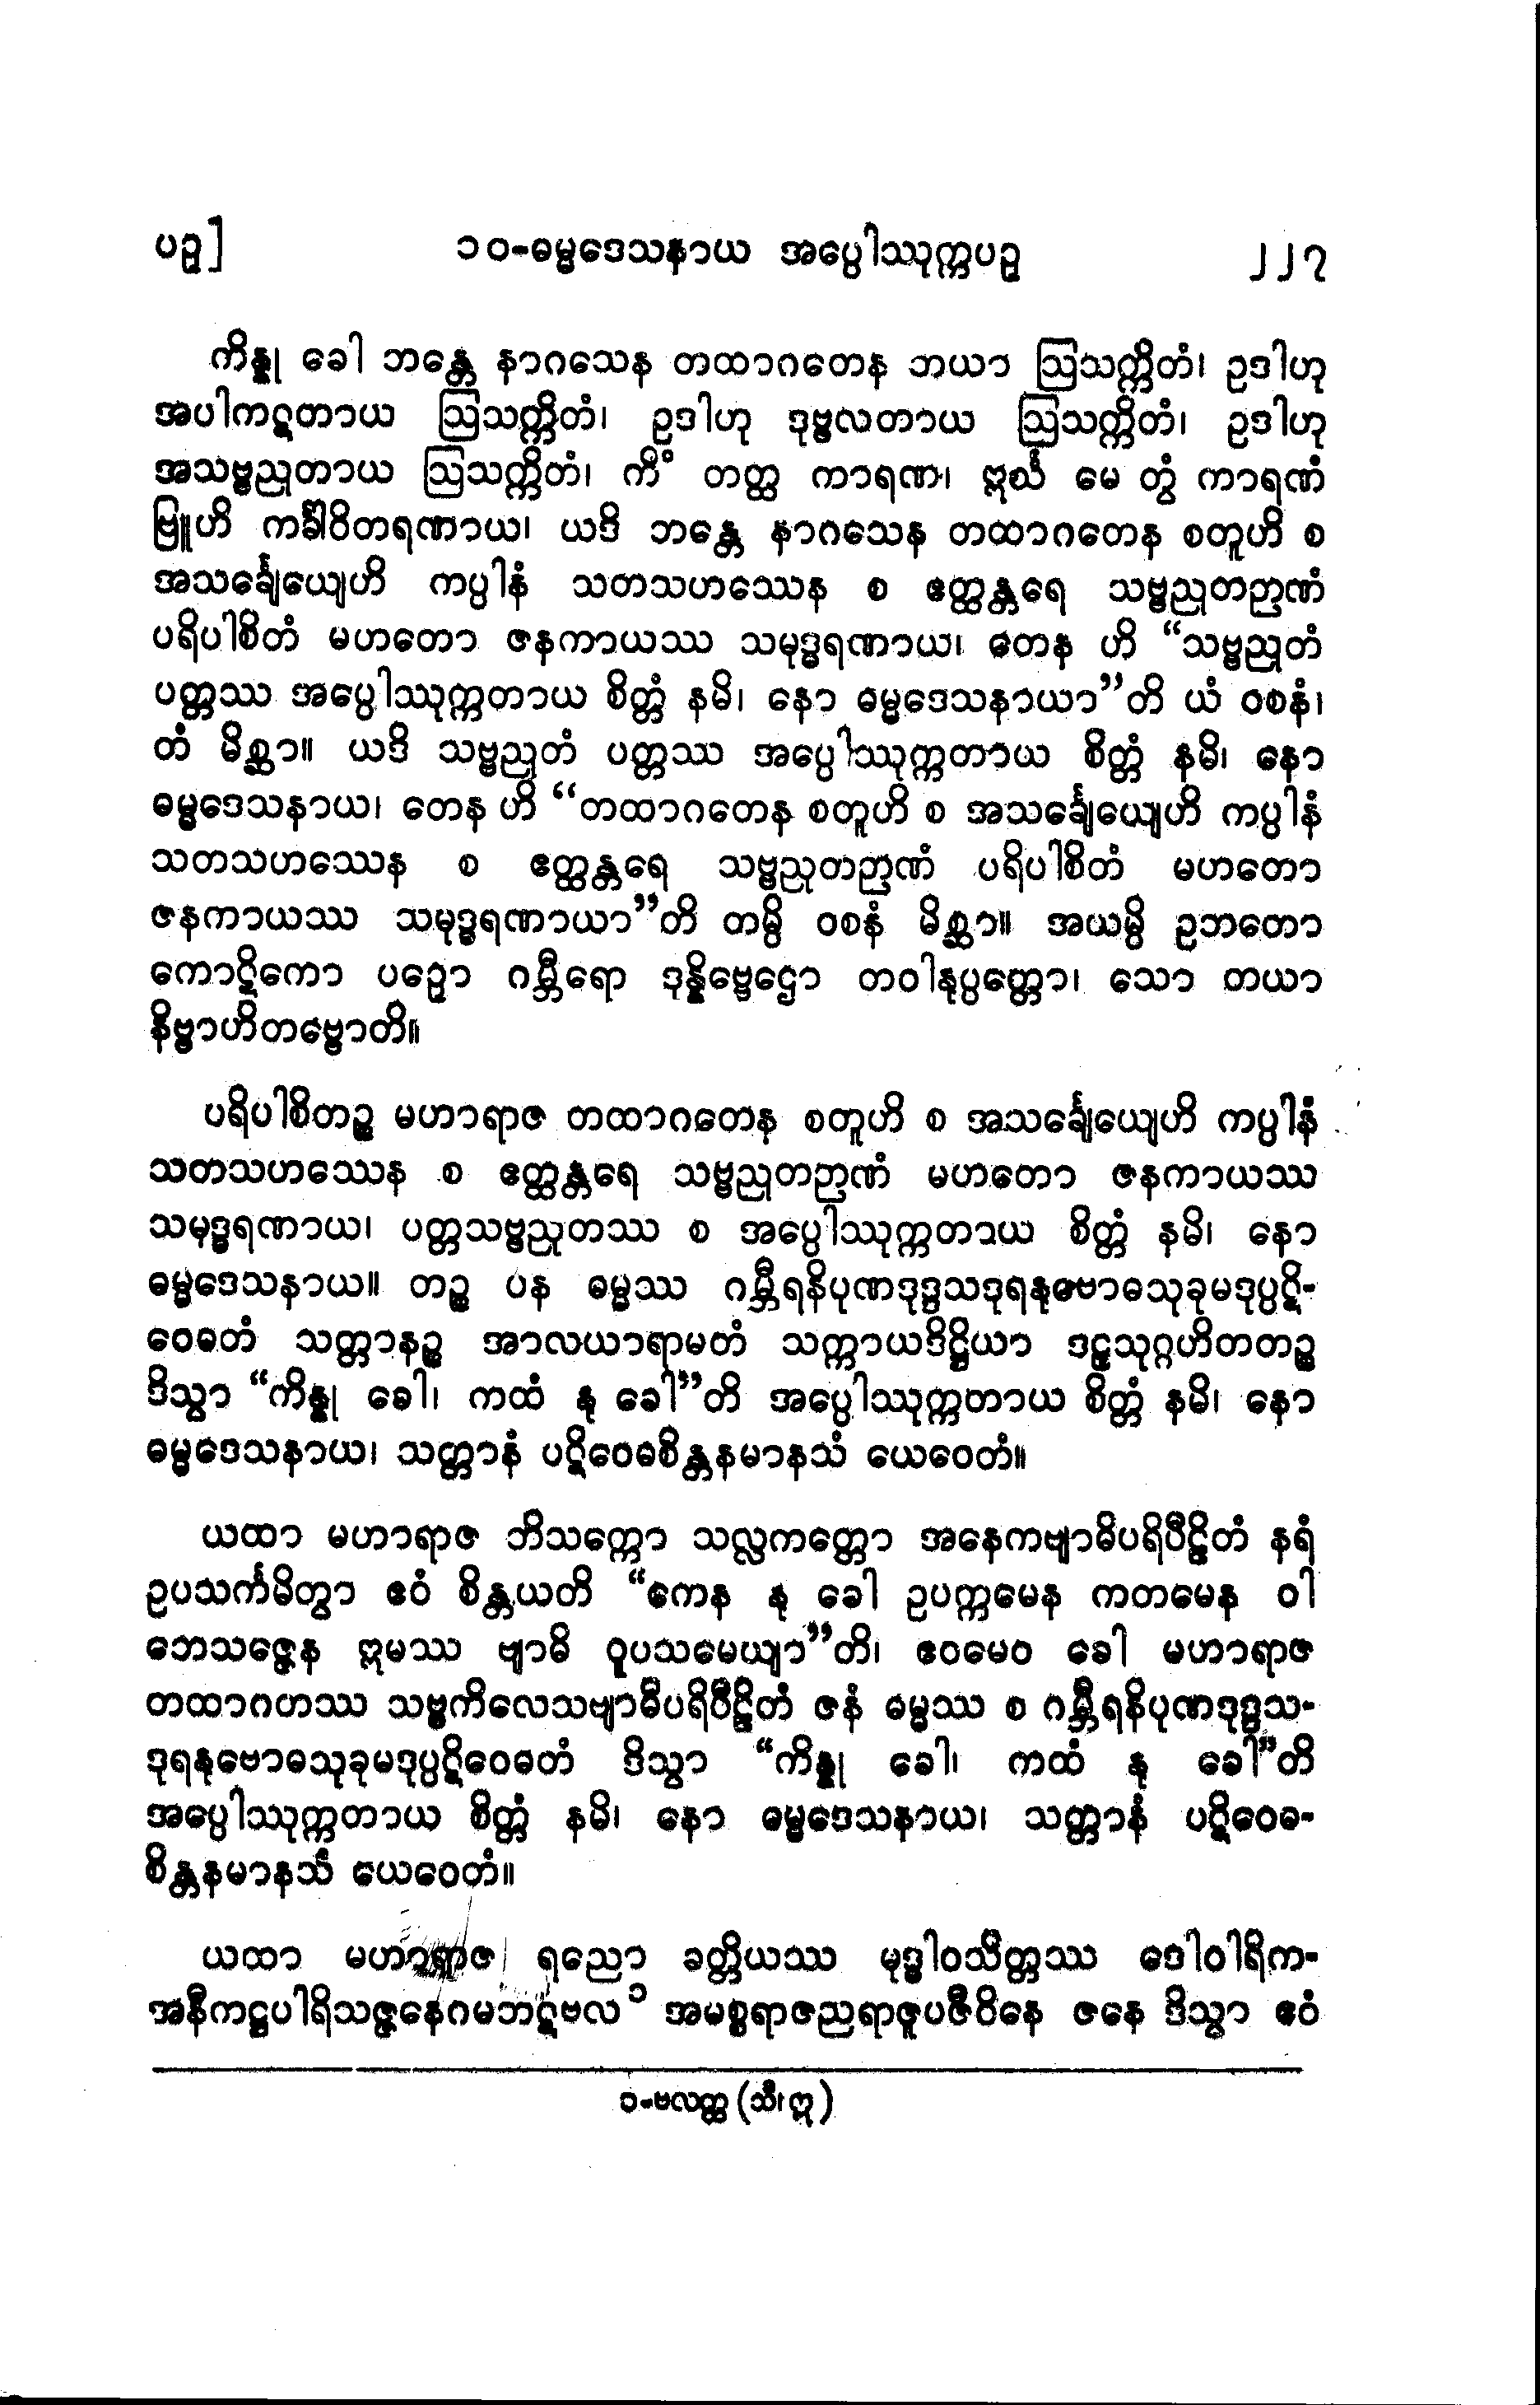 ပဉှ]
၁၀-ဓမ္မဒေသနာယ အပ္ပေါဿုက္ကပဉှ
၂၂၇
ကိန္နု ခေါ ဘန္တေ နာဂသေန တထာဂတေန ဘယာ ဩသက္ကိတံ၊ ဥဒါဟု
အပါကဋတာယ ဩသက္ကိတံ၊ ဥဒါဟု ဒုဗ္ဗလတာယ ဩသက္ကိတံ၊ ဥဒါဟု
အသဗ္ဗညုတာယ ဩသက္ကိတံ၊ ကိံ တတ္ထ ကာရဏံ၊ ဣင်္ဃ မေ တွံ ကာရဏံ
ဗြူဟိ ကင်္ခါဝိတရဏာယ၊ ယဒိ ဘန္တေ နာဂသေန တထာဂတေန စတူဟိ စ
အသင်္ချေယျေဟိ ကပ္ပါနံ သတသဟဿေန စ ဧတ္ထန္တရေ သဗ္ဗညုတဉာဏံ
ပရိပါစိတံ မဟတော ဇနကာယဿ သမုဒ္ဓရဏာယ၊ တေန ဟိ “သဗ္ဗညုတံ
ပတ္တဿ အပ္ပေါဿုက္ကတာယ စိတ္တံ နမိ၊ နော ဓမ္မဒေသနာယာ”တိ ယံ ဝစနံ၊
တံ မိစ္ဆာ။ ယဒိ သဗ္ဗညုတံ ပတ္တဿ အပ္ပေါဿုက္ကတာယ စိတ္တံ နမိ၊ နော
ဓမ္မဒေသနာယ၊ တေန ဟိ “တထာဂတေန စတူဟိ စ အသင်္ချေယျေဟိ ကပ္ပါနံ
သတသဟဿေန စ ဧတ္ထန္တရေ သဗ္ဗညုတဉာဏံ ပရိပါစိတံ မဟတော
ဇနကာယဿ သမုဒ္ဓရဏာယာ”တိ တမ္ပိ ဝစနံ မိစ္ဆာ။ အယမ္ပိ ဥဘတော
ကောဋိကော ပဉှော ဂမ္ဘီရော ဒုန္နိဗ္ဗေဌော တဝါနုပ္ပတ္တော၊ သော တယာ
နိဗ္ဗာဟိတဗ္ဗောတိ။
ပရိပါစိတဉ္စ မဟာရာဇ တထာဂတေန စတူဟိ စ အသင်္ချေယျေဟိ ကပ္ပါနံ
သတသဟဿေန စ ဧတ္ထန္တရေ သဗ္ဗညုတဉာဏံ မဟတော ဇနကာယဿ
သမုဒ္ဓရဏာယ၊ ပတ္တသဗ္ဗညုတဿ စ အပ္ပေါဿုက္ကတာယ စိတ္တံ နမိ၊ နော
ဓမ္မဒေသနာယ။ တဉ္စ ပန ဓမ္မဿ ဂမ္ဘီရနိပုဏဒုဒ္ဒသဒုရနုဗောဓသုခုမဒုပ္ပဋိ-
ဝေဓတံ သတ္တာနဉ္စ အာလယာရာမတံ သက္ကာယဒိဋ္ဌိယာ ဒဠှသုဂ္ဂဟိတတဉ္စ
ဒိသွာ “ကိန္နု ခေါ၊ ကထံ နု ခေါ”တိ အပ္ပေါဿုက္ကတာယ စိတ္တံ နမိ၊ နော
ဓမ္မဒေသနာယ၊ သတ္တာနံ ပဋိဝေဓစိန္တနမာနသံ ယေဝေတံ။
ယထာ မဟာရာဇ ဘိသက္ကော သလ္လကတ္တော အနေကဗျာဓိပရိပီဠိတံ နရံ
ဥပသင်္ကမိတွာ ဧဝံ စိန္တယတိ “ကေန နု ခေါ ဥပက္ကမေန ကတမေန ဝါ
ဘေသဇ္ဇေန ဣမဿ ဗျာဓိ ဝူပသမေယျာ”တိ၊ ဧဝမေဝ ခေါ မဟာရာဇ
တထာဂတဿ သဗ္ဗကိလေသဗျာဓိပရိပီဠိတံ ဇနံ ဓမ္မဿ စ ဂမ္ဘီရနိပုဏဒုဒ္ဒသ-
ဒုရနုဗောဓသုခုမဒုပ္ပဋိဝေဓတံ ဒိသွာ “ကိန္နု ခေါ၊ ကထံ နု ခေါ”တိ
အပ္ပေါဿုက္ကတာယ စိတ္တံ နမိ၊ နော ဓမ္မဒေသနာယ၊ သတ္တာနံ ပဋိဝေဓ-
စိန္တနမာနသံ ယေဝေတံ။
ယထာ မဟာရာဇ ရညော ခတ္တိယဿ မုဒ္ဓါဝသိတ္တဿ ဒေါဝါရိက-
အနီကဋ္ဌပါရိသဇ္ဇနေဂမဘဋဗလ၁ အမစ္စရာဇညရာဇူပဇီဝိနေ ဇနေ ဒိသွာ ဧဝံ
၁-ဗလတ္ထ (သီ၊ ဣ)